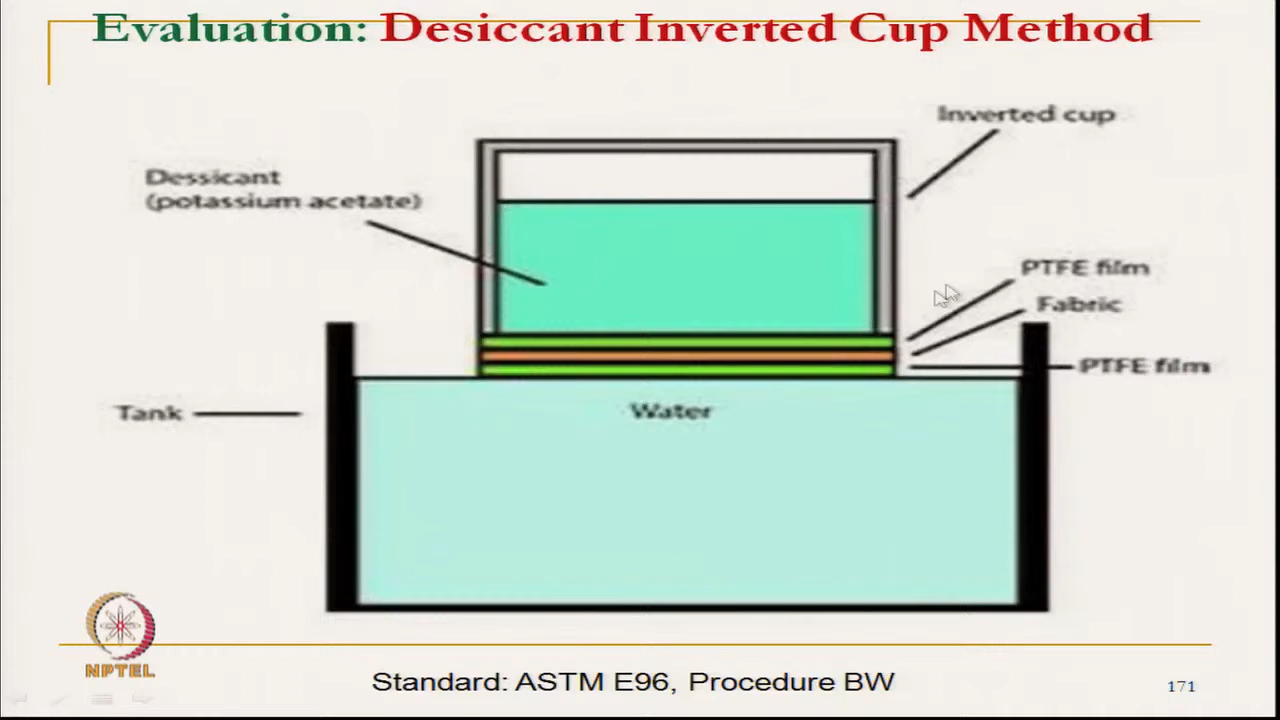 Evaluation: Desiccant Inverted Cup Method
Inverted cup
Dessicant
(potassium acetate)
PTFE film
Fabric
PTFE film
Tank
Water
NPTEL
Standard: ASTM E96, Procedure BW
171